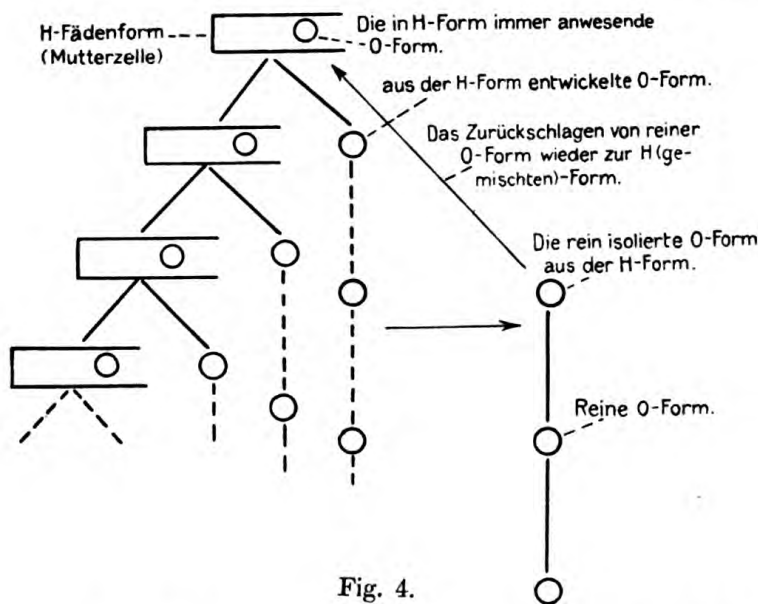 H-Fädenform
(Mutterzelle)
Die in H-Form immer anwesende
O-Form.
aus der H-Form entwickelte O-Form.
Das Zurückschlagen von reiner
O-Form wieder zur H(ge-
mischten)-Form.
Die rein isolierte O-Form
aus der H-Form.
Reine O-Form.
Fig. 4.